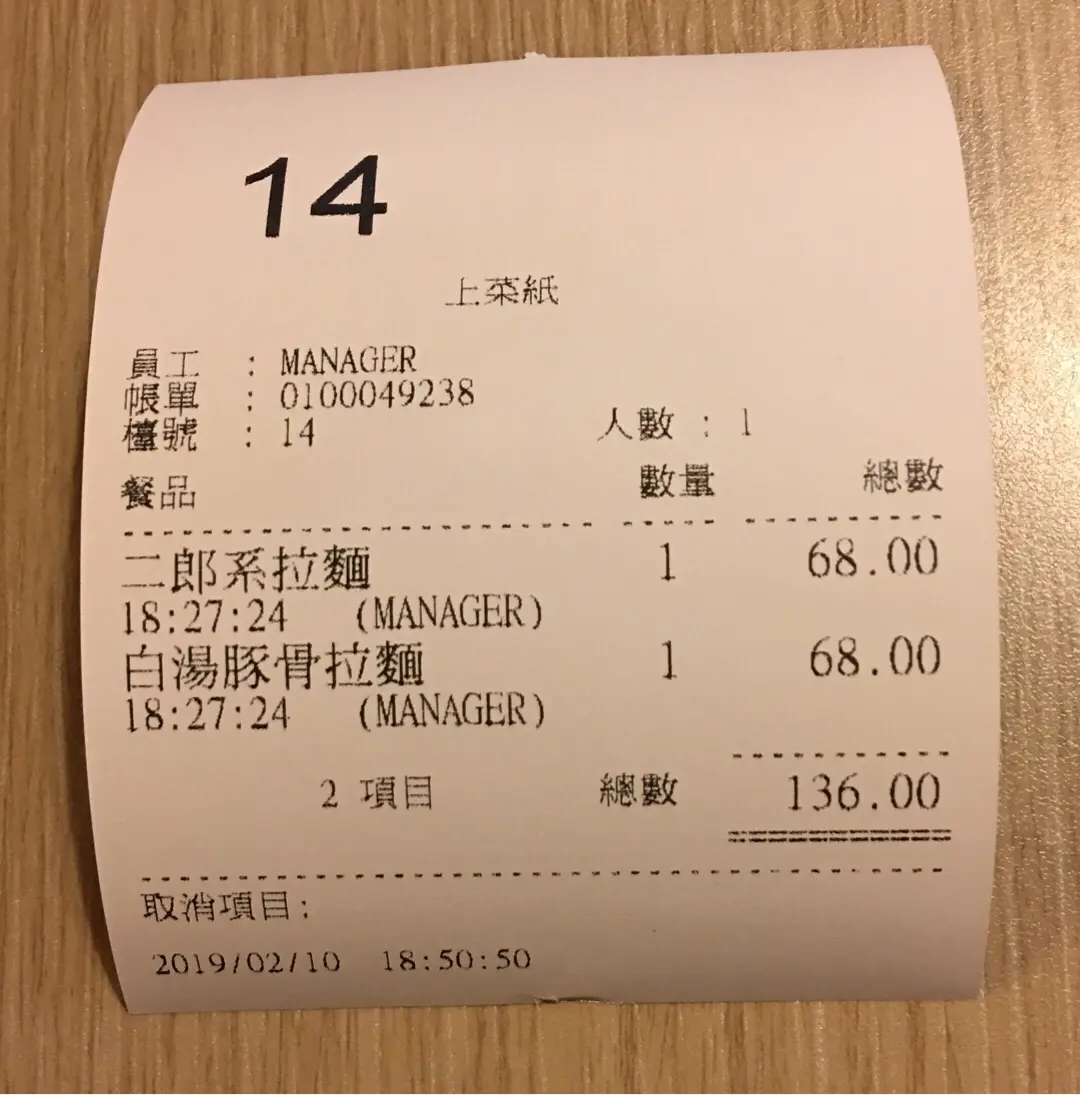 14
上菜紙
員工 : MANAGER
帳單 : 0100049238
檯號 : 14 人數 : 1
餐品 數量 總數
二郎系拉麵 1 68.00
18:27:24 (MANAGER)
白湯豚骨拉麵 1 68.00
18:27:24 (MANAGER)
2 項目 總數 136.00
取消項目:
2019/02/10 18:50:50